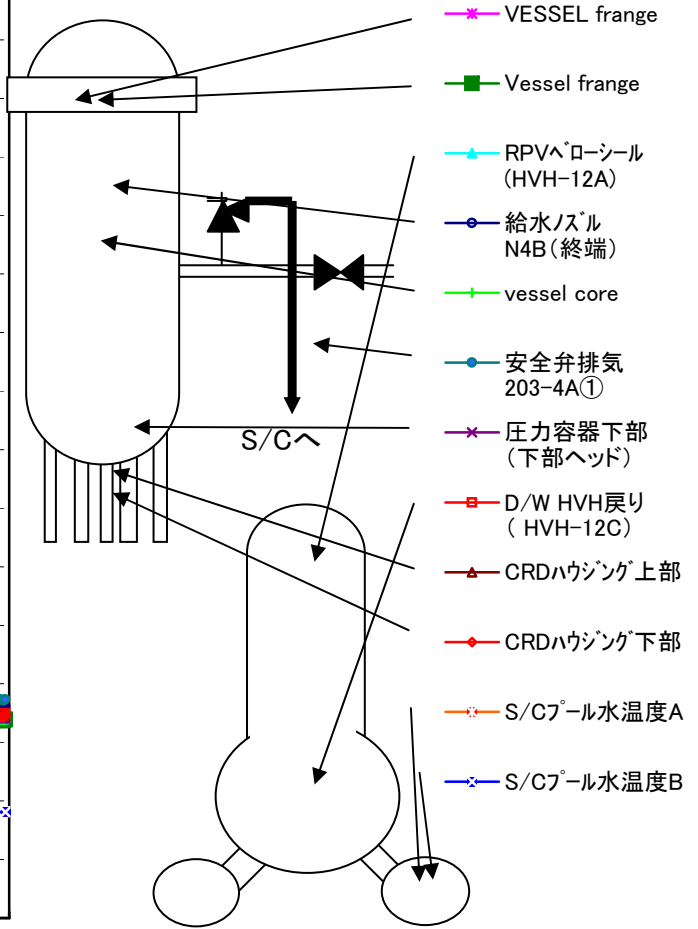 VESSEL frange
Vessel frange
RPVベローシール
(HVH-12A)
給水ノズル
N4B(終端)
vessel core
安全弁排気
203-4A①
圧力容器下部
(下部ヘッド)
D/W HVH戻り
( HVH-12C)
CRDハウジング上部
CRDハウジング下部
S/Cプール水温度A
S/Cプール水温度B
S/Cへ